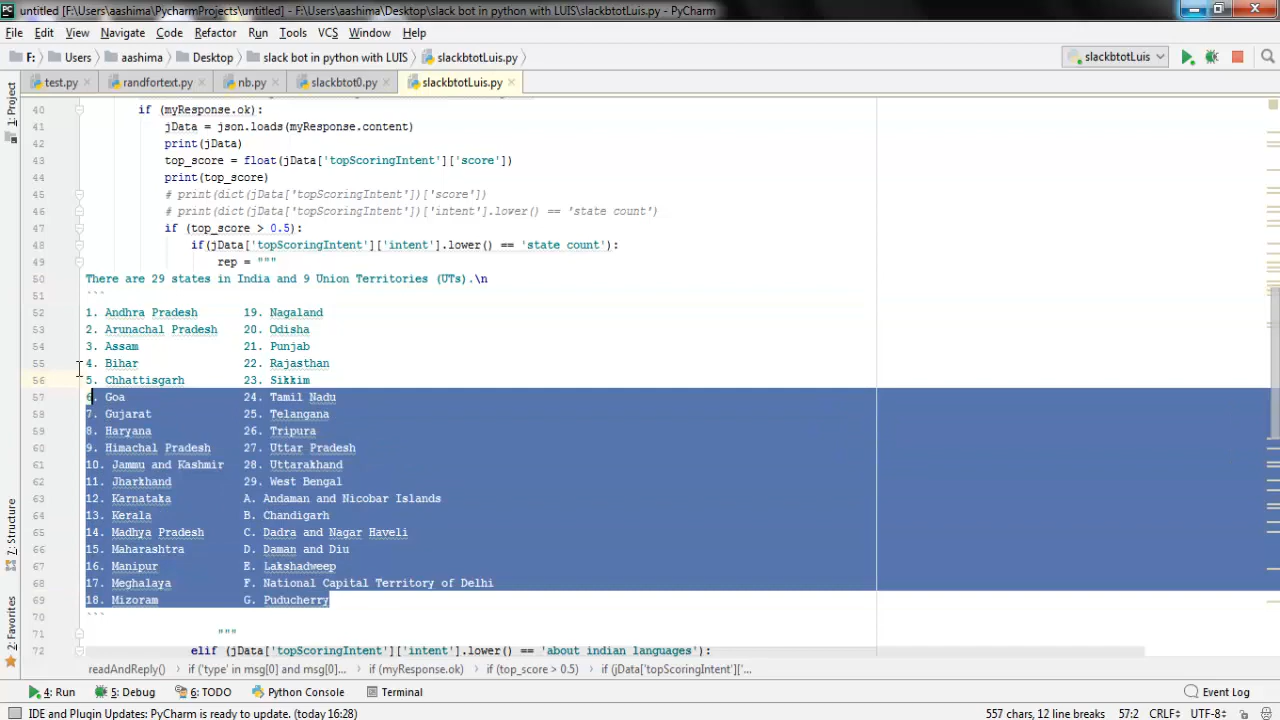 PC untitled [F:\Users\aashima\PycharmProjects\untitled] - F:\Users\aashima\Desktop\slack bot in python with LUIS\slackbtotLuis.py - PyCharm
File Edit View Navigate Code Refactor Run Tools VCS Window Help
F: Users aashima Desktop slack bot in python with LUIS slackbtotLuis.py slackbtotLuis
test.py randfortext.py nb.py slackbtot0.py slackbtotLuis.py
1: Project
40 if (myResponse.ok):
41 jData = json.loads(myResponse.content)
42 print(jData)
43 top_score = float(jData['topScoringIntent']['score'])
44 print(top_score)
45 # print(dict(jData['topScoringIntent'])['score'])
46 # print(dict(jData['topScoringIntent'])['intent'].lover() == 'state count')
47 if (top_score > 0.5):
48 if(jData['topScoringIntent']['intent'].lower() == 'state count'):
49 rep = """
50 There are 29 states in India and 9 Union Territories (UTs).\n
51 ```
52 1. Andhra Pradesh 19. Nagaland
53 2. Arunachal Pradesh 20. Odisha
54 3. Assam 21. Punjab
55 4. Bihar 22. Rajasthan
56 5. Chhattisgarh 23. Sikkim
57 6. Goa 24. Tamil Nadu
58 7. Gujarat 25. Telangana
59 8. Haryana 26. Tripura
60 9. Himachal Pradesh 27. Uttar Pradesh
61 10. Jammu and Kashmir 28. Uttarakhand
62 11. Jharkhand 29. West Bengal
63 12. Karnataka A. Andaman and Nicobar Islands
64 13. Kerala B. Chandigarh
65 14. Madhya Pradesh C. Dadra and Nagar Haveli
66 15. Maharashtra D. Daman and Diu
67 16. Manipur E. Lakshadweep
68 17. Meghalaya F. National Capital Territory of Delhi
69 18. Mizoram G. Puducherry
70 ```
71 """
72 elif (jData['topScoringIntent']['intent'].lower() == 'about indian languages'):
7: Structure
2: Favorites
readAndReply() if ('type' in msg[0] and msg[0]... if (myResponse.ok) if (top_score > 0.5) if (jData['topScoringIntent']['...
4: Run 5: Debug 6: TODO Python Console Terminal Event Log
IDE and Plugin Updates: PyCharm is ready to update. (today 16:28) 557 chars, 12 line breaks 57:2 CRLF UTF-8